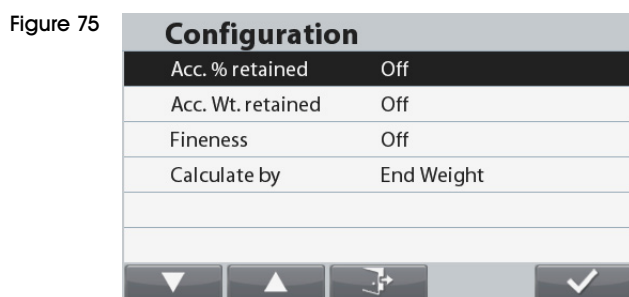 Figure 75
Configuration
Acc. % retained Off
Acc. Wt. retained Off
Fineness Off
Calculate by End Weight